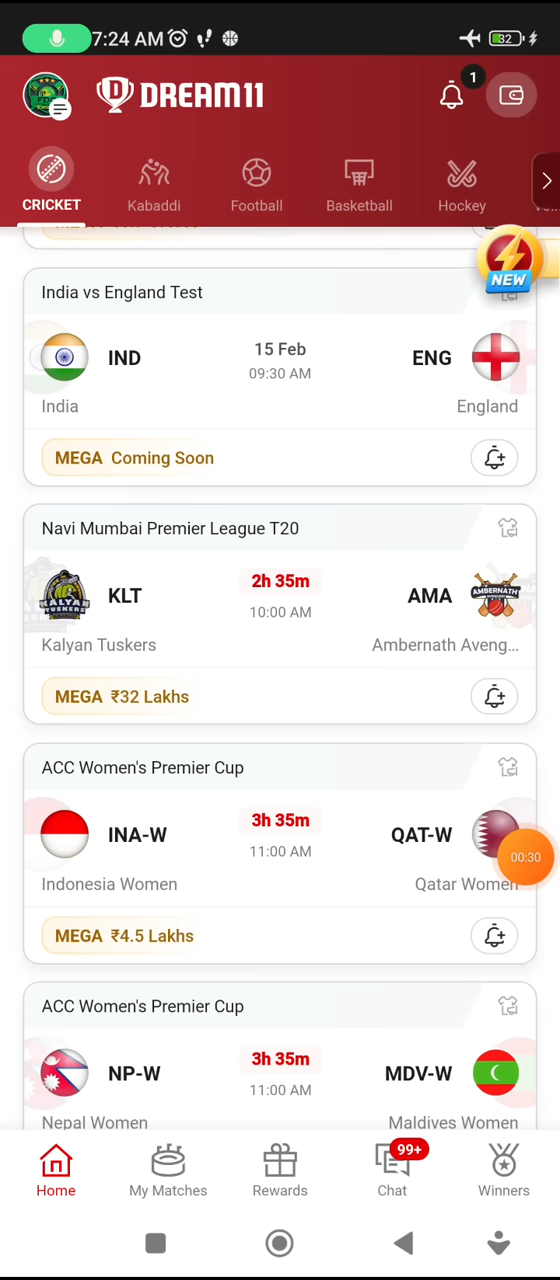 7:24 AM
32
DREAM11
1
CRICKET
Kabaddi
Football
Basketball
Hockey
NEW
India vs England Test
IND
15 Feb
ENG
09:30 AM
India
England
MEGA Coming Soon
Navi Mumbai Premier League T20
KLT
2h 35m
AMA
10:00 AM
Kalyan Tuskers
Ambernath Aveng...
MEGA ₹32 Lakhs
ACC Women's Premier Cup
INA-W
3h 35m
QAT-W
11:00 AM
00:30
Indonesia Women
Qatar Women
MEGA ₹4.5 Lakhs
ACC Women's Premier Cup
NP-W
3h 35m
MDV-W
11:00 AM
Nepal Women
Maldives Women
99+
Home
My Matches
Rewards
Chat
Winners